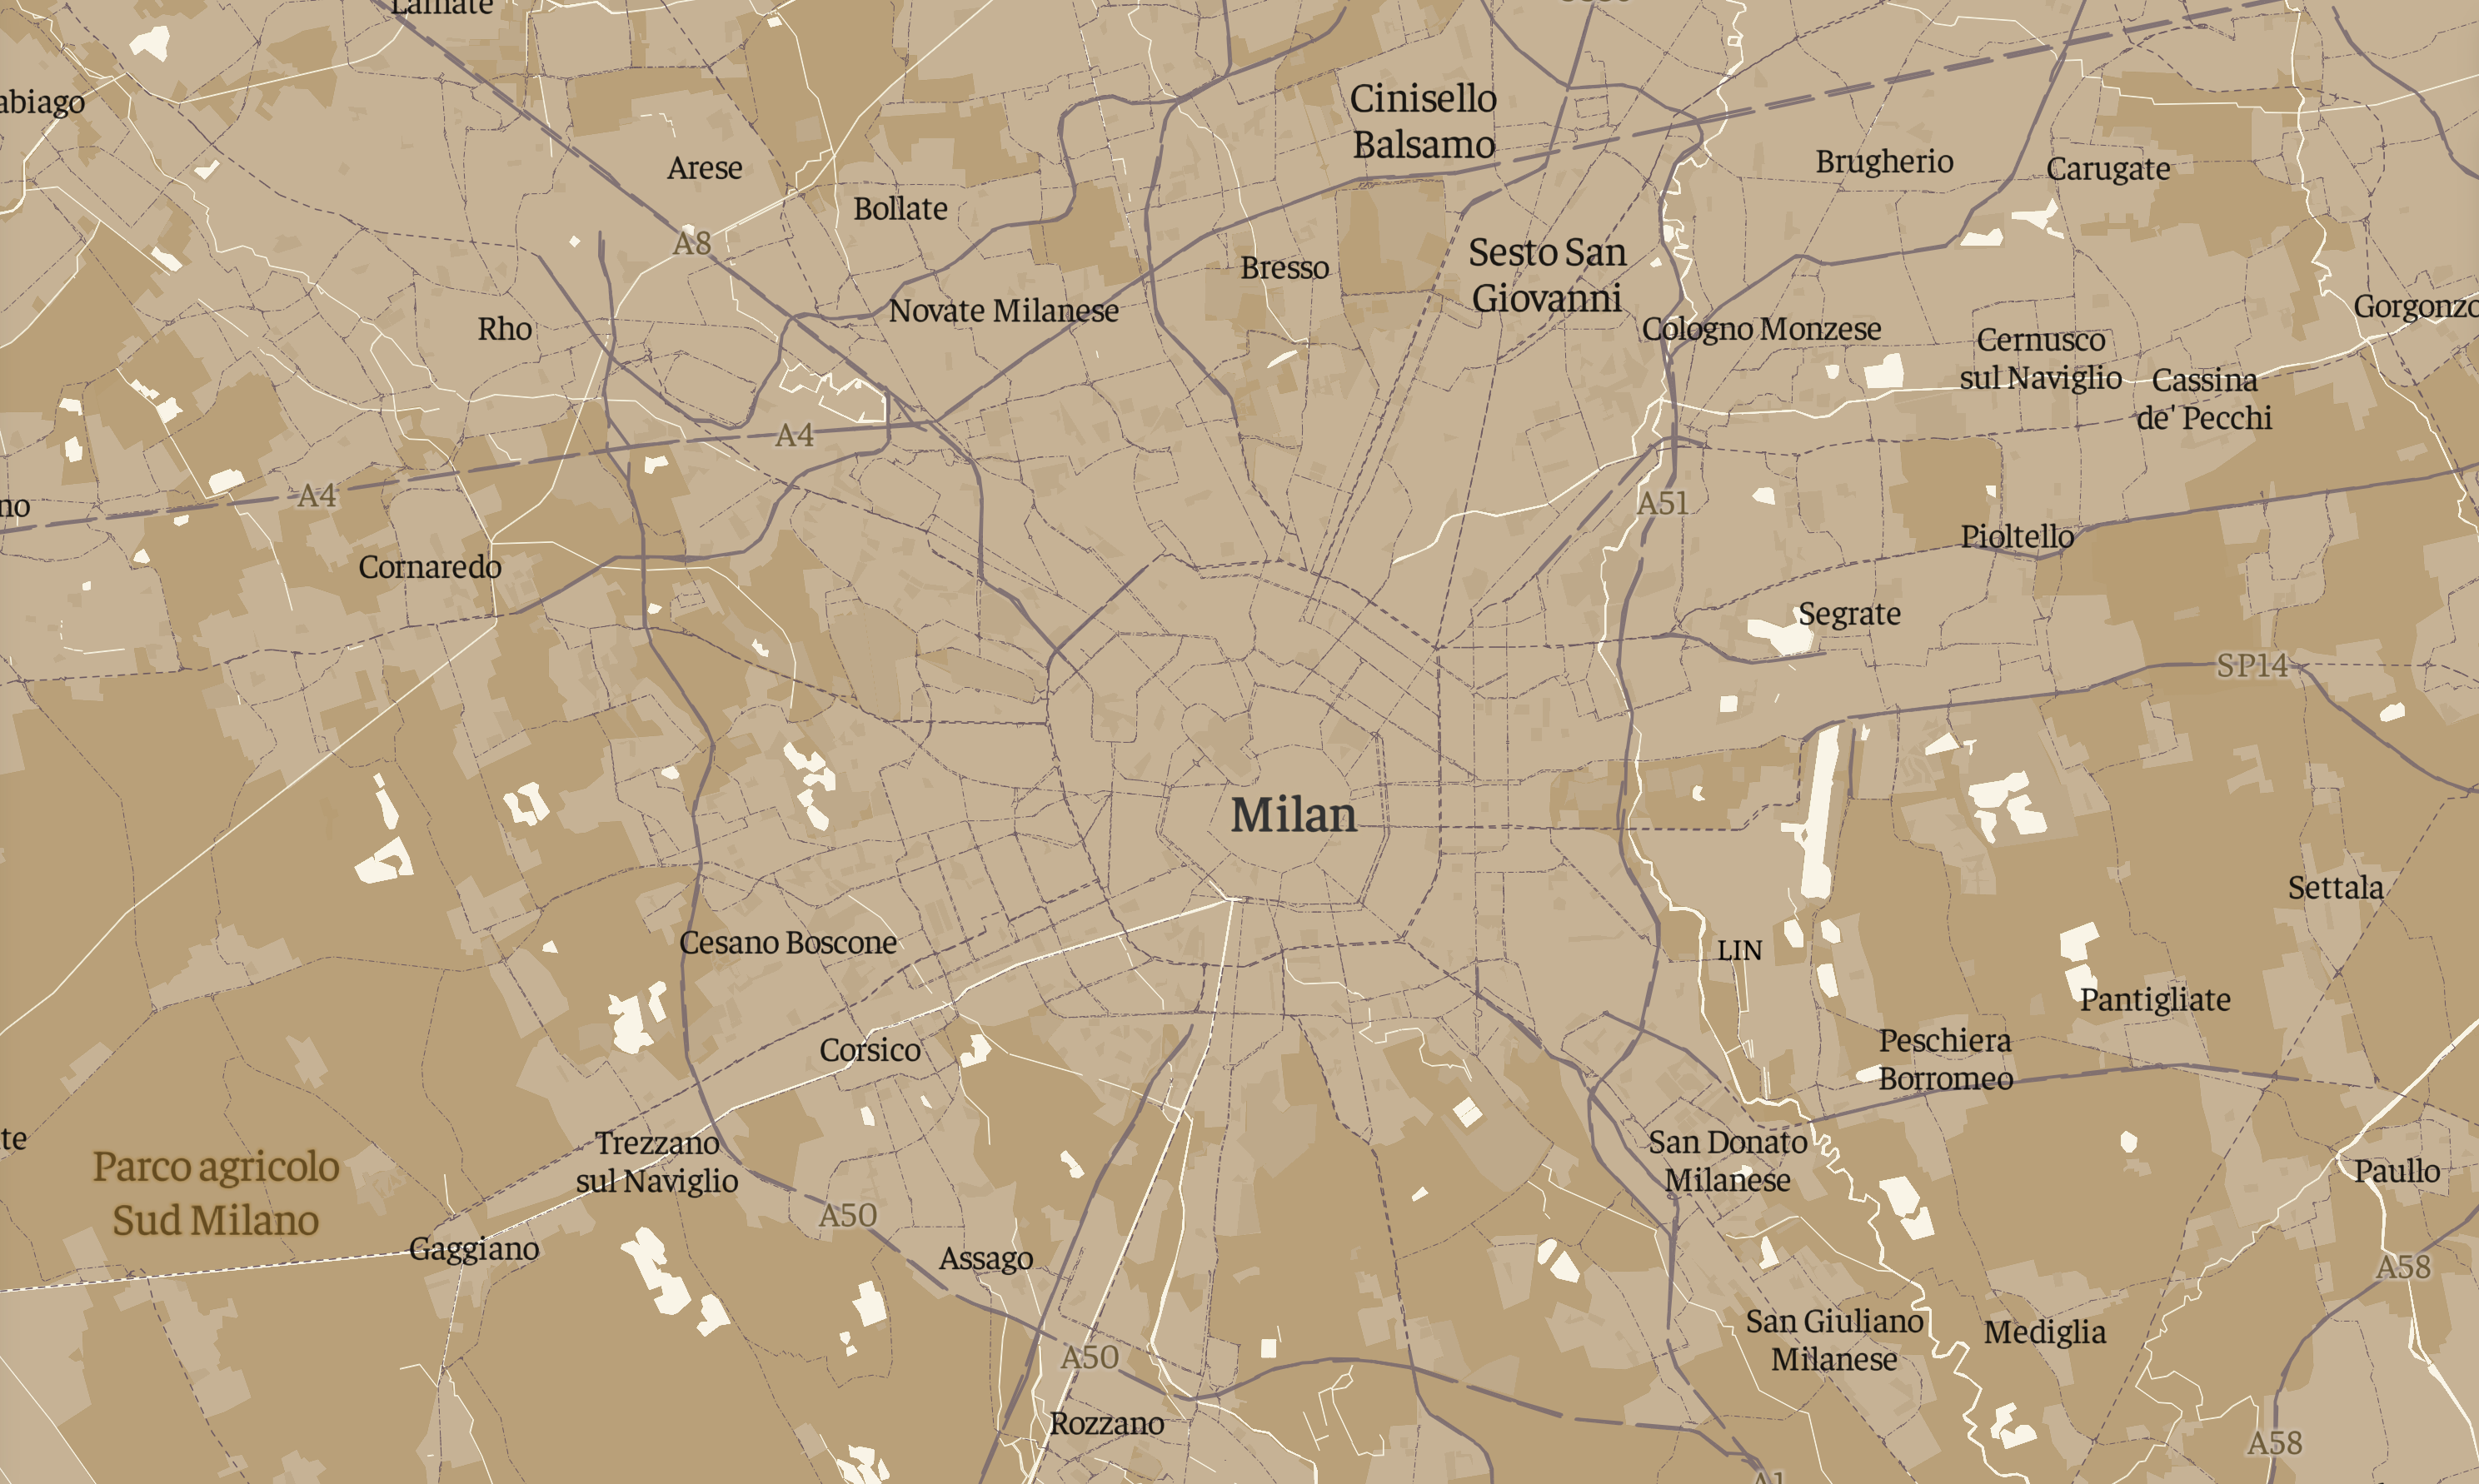 Cinisello
Balsamo
Arese
Brugherio
Carugate
Bollate
A8
Sesto San
Giovanni
Bresso
Novate Milanese
Rho
Cologno Monzese
Cernusco
sul Naviglio
Cassina
de' Pecchi
A4
A4
A51
Pioltello
Cornaredo
Segrate
SP14
Milan
Settala
Cesano Boscone
LIN
Pantigliate
Corsico
Peschiera
Borromeo
Trezzano
sul Naviglio
San Donato
Milanese
Parco agricolo
Sud Milano
Paullo
A50
Gaggiano
Assago
A58
San Giuliano
Milanese
Mediglia
A50
Rozzano
A58
A1